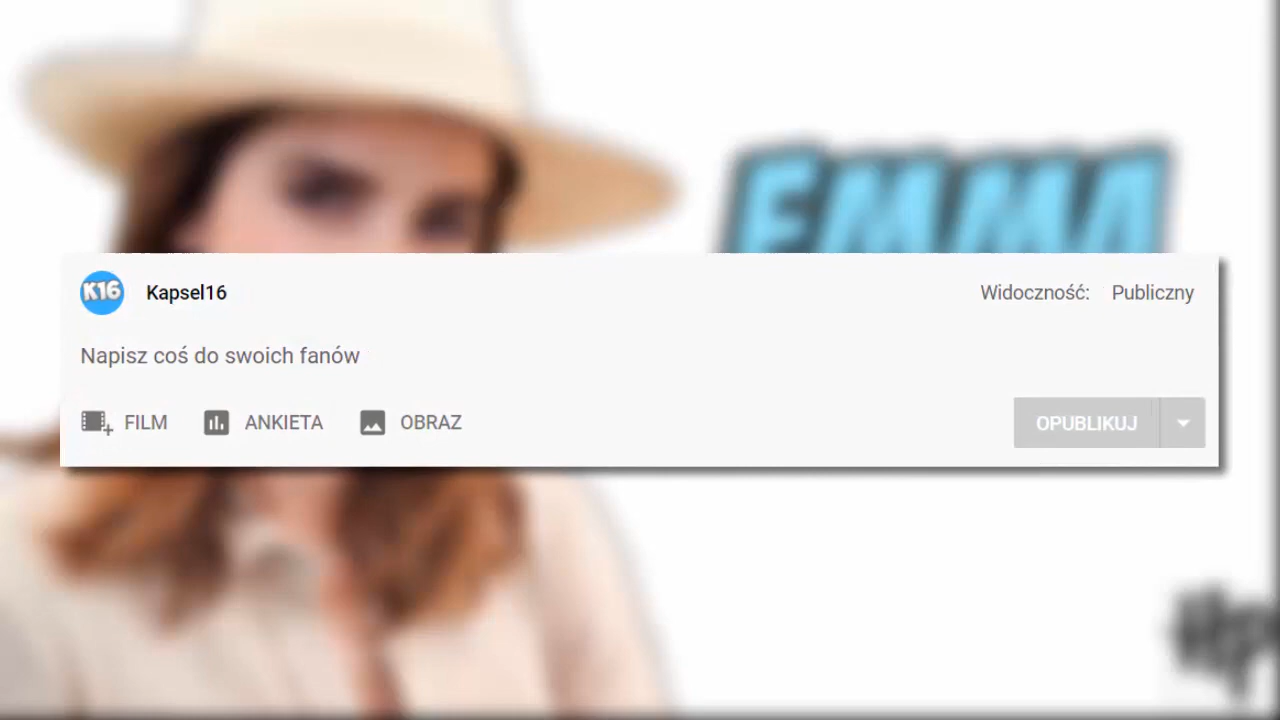 EMMA
K16 Kapsel16 Widoczność: Publiczny
Napisz coś do swoich fanów
FILM ANKIETA OBRAZ OPUBLIKUJ